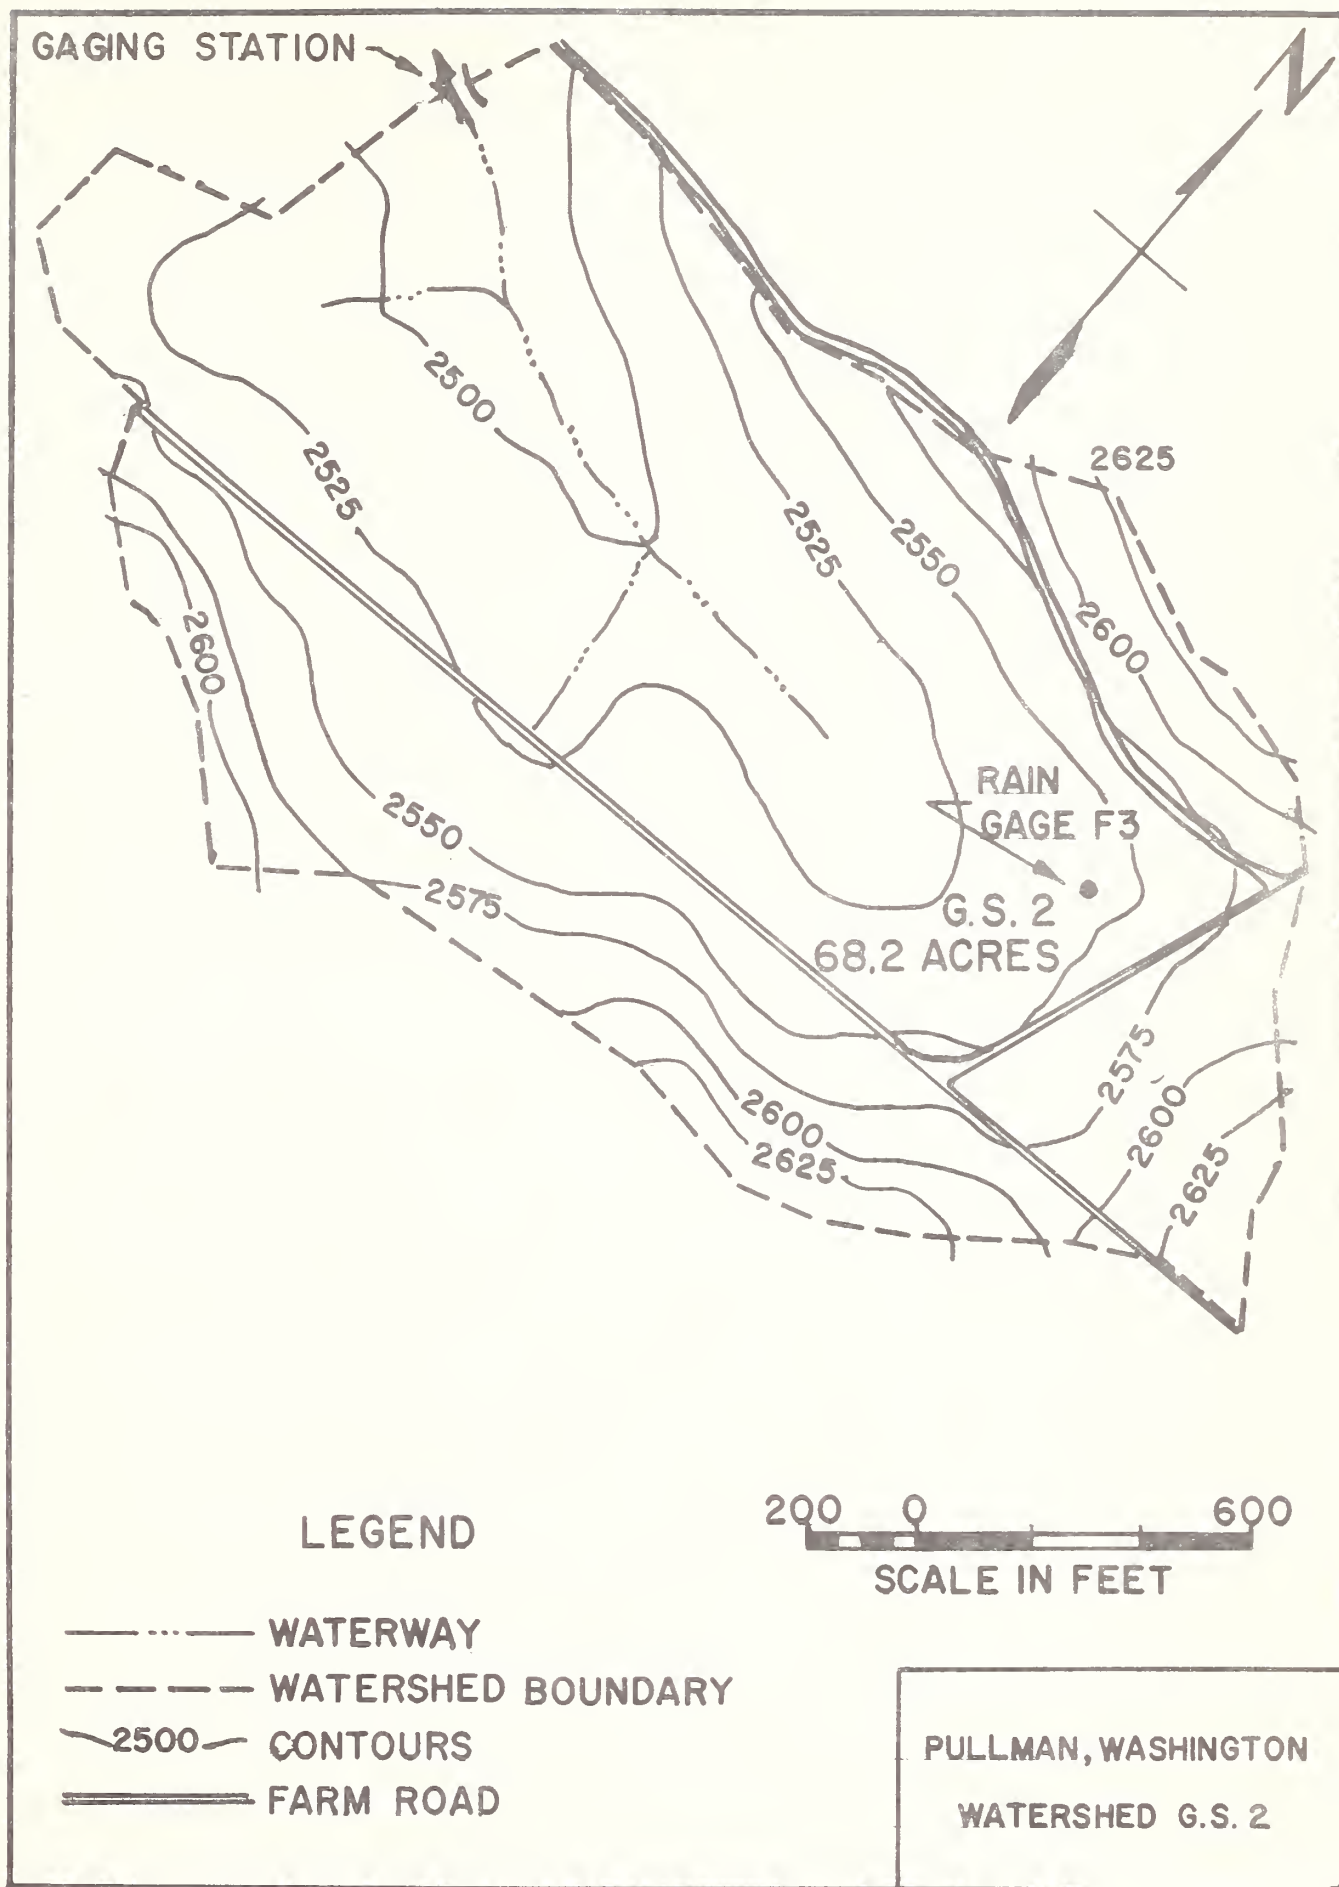 GAGING STATION
N
2625
2500
2525
2525
2550
2600
2600
RAIN
GAGE F3
2550
2575
G.S. 2
68.2 ACRES
2575
2600
2600
2625
2625
LEGEND
200 0 600
SCALE IN FEET
WATERWAY
WATERSHED BOUNDARY
2500 CONTOURS
FARM ROAD
PULLMAN, WASHINGTON
WATERSHED G.S. 2